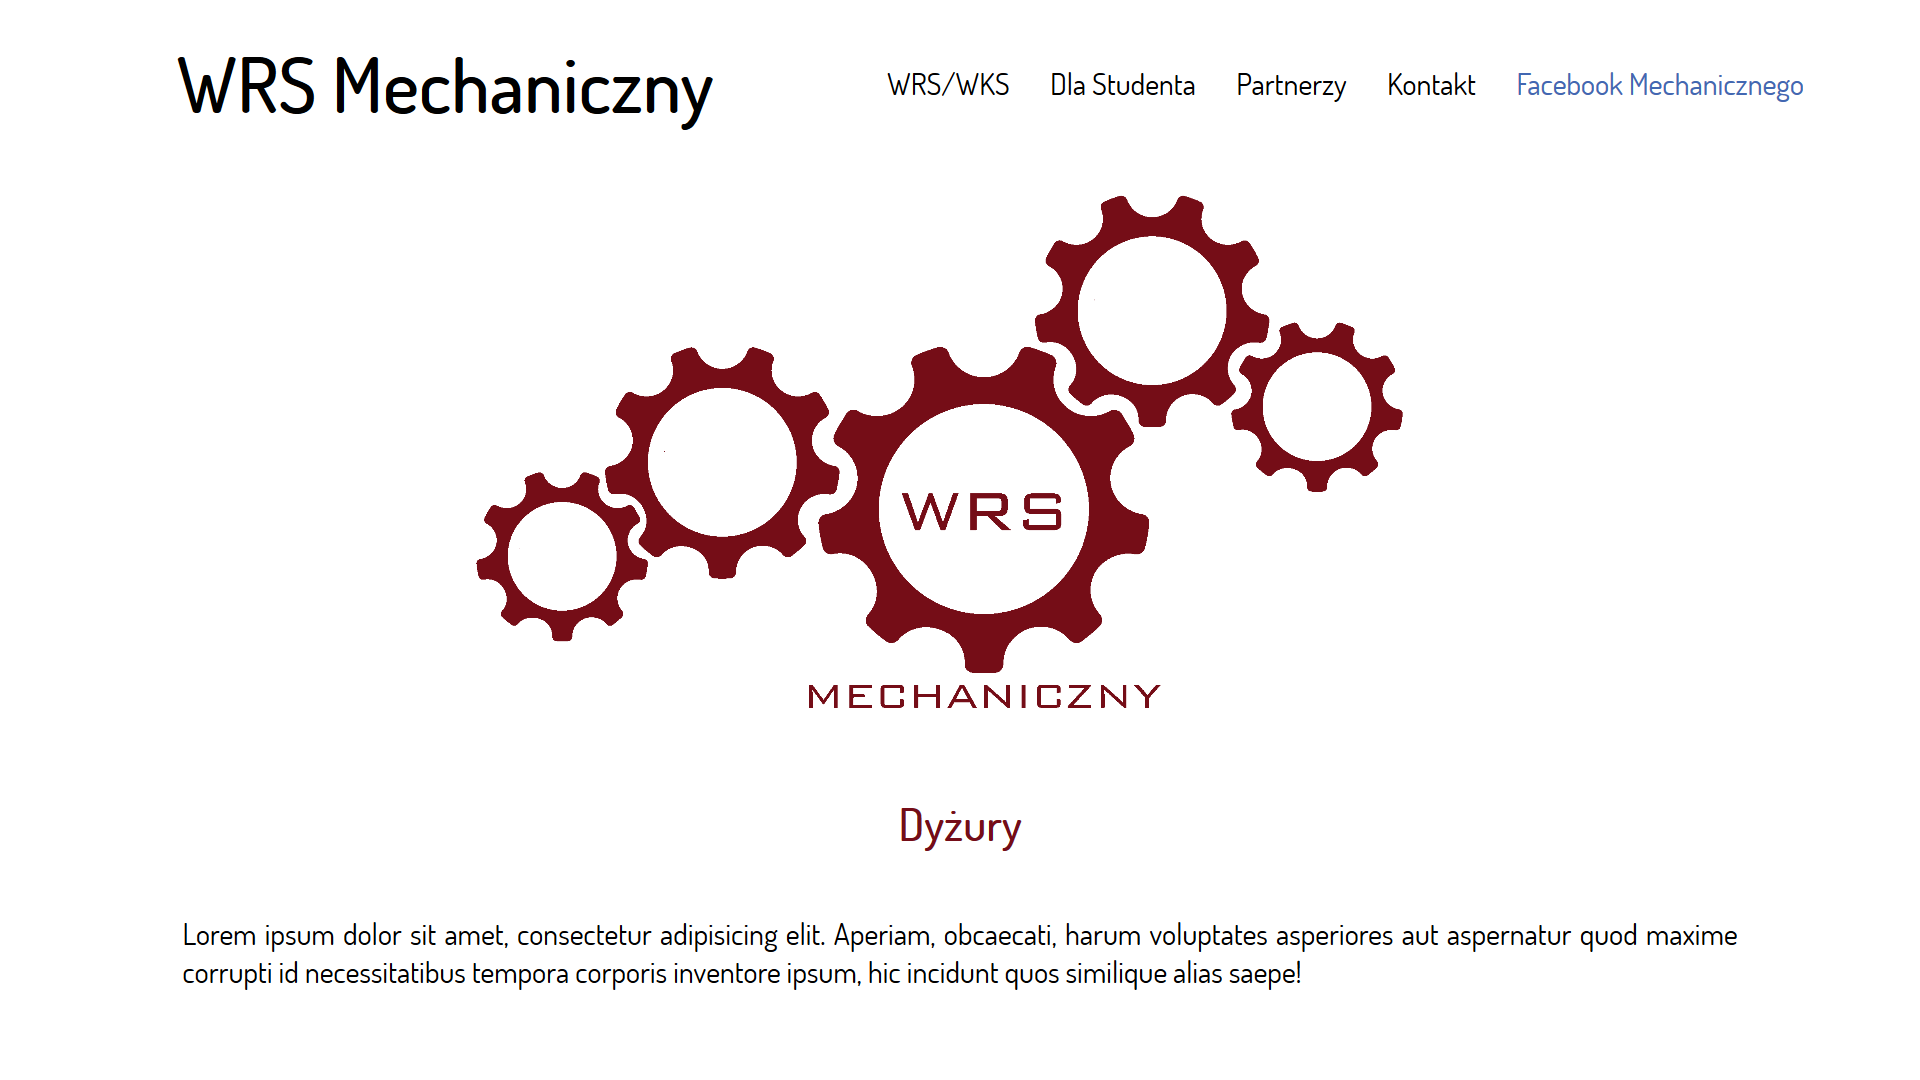 WRS Mechaniczny
WRS/WKS Dla Studenta Partnerzy Kontakt Facebook Mechanicznego
WRS
MECHANICZNY
Dyżury
Lorem ipsum dolor sit amet, consectetur adipisicing elit. Aperiam, obcaecati, harum voluptates asperiores aut aspernatur quod maxime
corrupti id necessitatibus tempora corporis inventore ipsum, hic incidunt quos similique alias saepe!